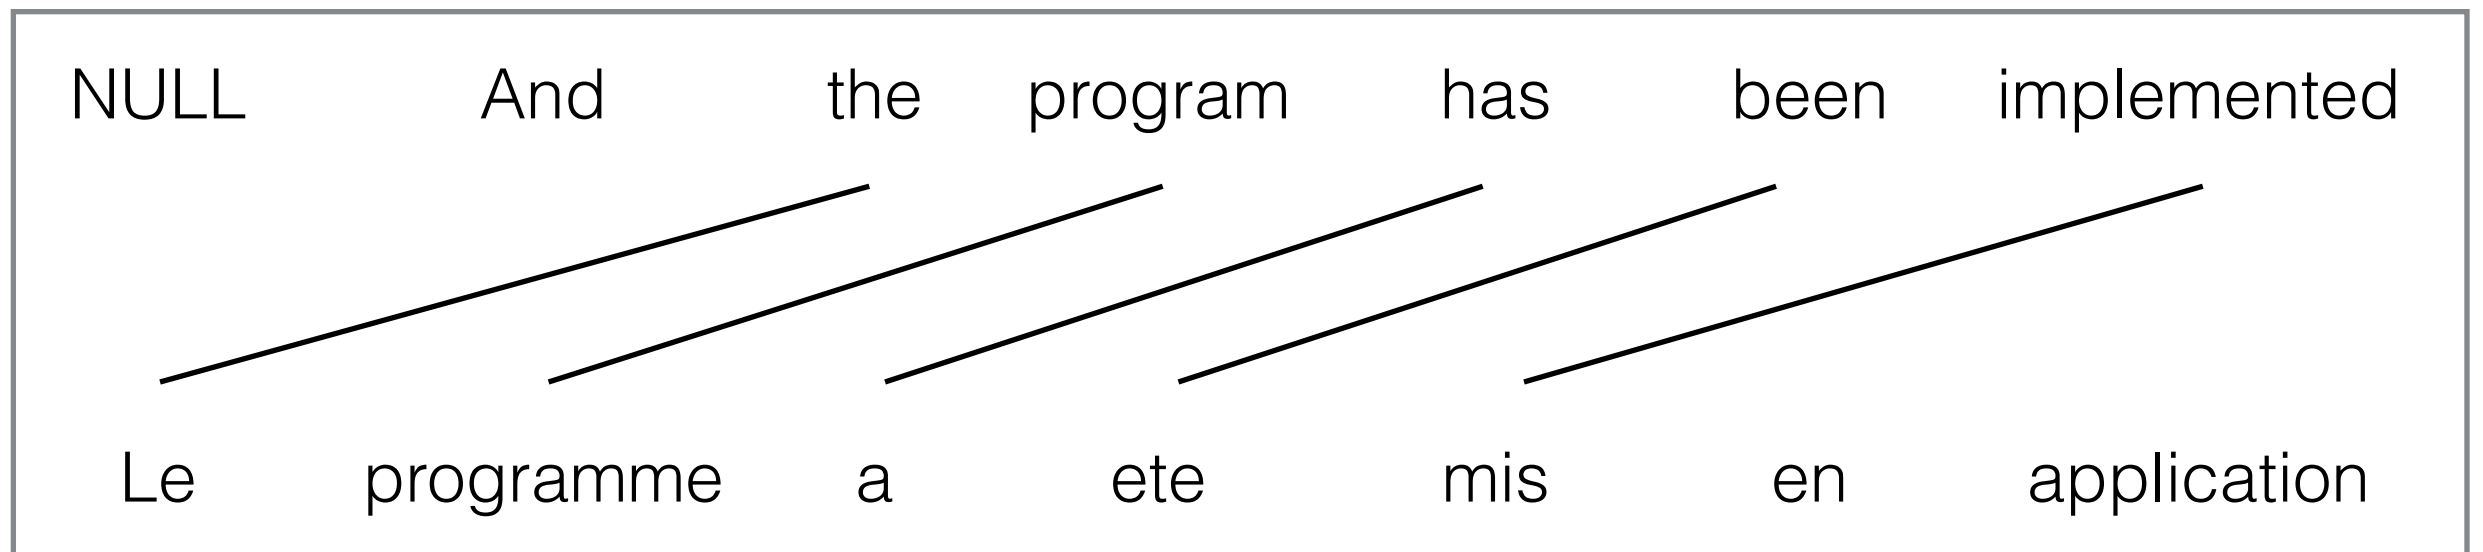 NULL And the program has been implemented
Le programme a ete mis en application